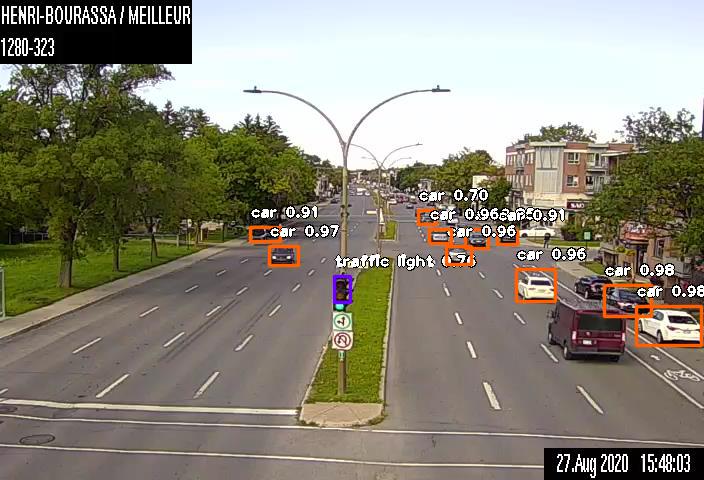 HENRI-BOURASSA / MEILLEUR
1280-323
car 0.70
car 0.91
car 0.96
car 0.91
car 0.97
car 0.96
traffic light 0.78
car 0.96
car 0.98
car 0.98
27.Aug 2020 15:48:03